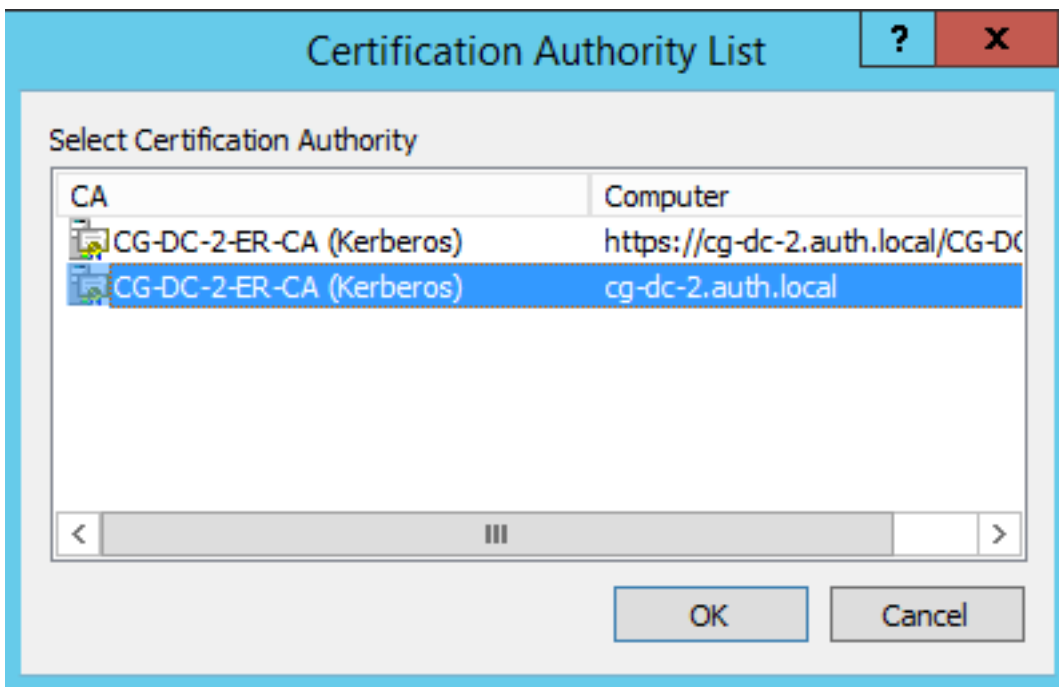 Certification Authority List
? x
Select Certification Authority
CA Computer
CG-DC-2-ER-CA (Kerberos) https://cg-dc-2.auth.local/CG-DC
CG-DC-2-ER-CA (Kerberos) cg-dc-2.auth.local
OK Cancel